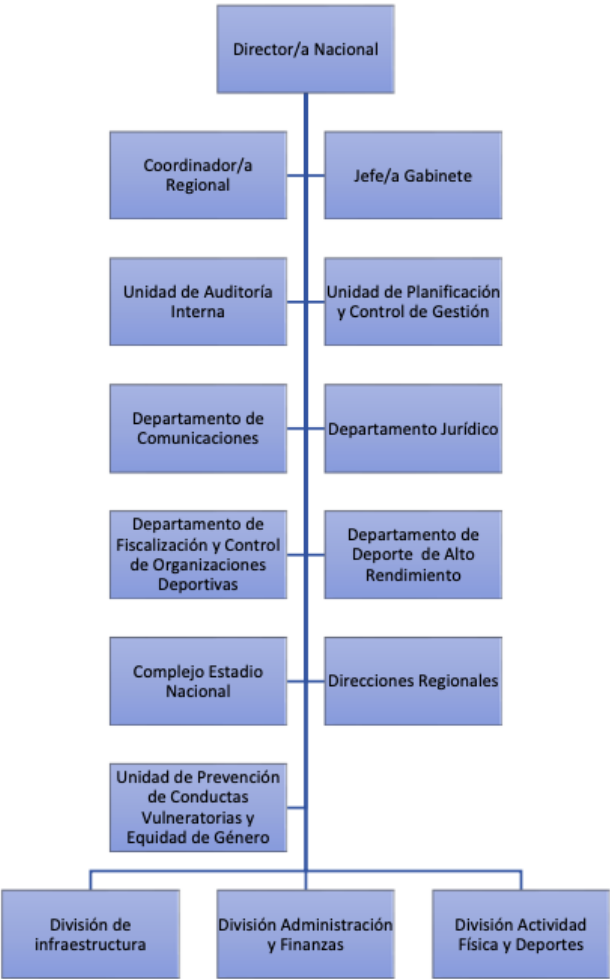 Director/a Nacional
Coordinador/a
Regional
Jefe/a Gabinete
Unidad de Auditoría
Interna
Unidad de Planificación
y Control de Gestión
Departamento de
Comunicaciones
Departamento Jurídico
Departamento de
Fiscalización y Control
de Organizaciones
Deportivas
Departamento de
Deporte de Alto
Rendimiento
Complejo Estadio
Nacional
Direcciones Regionales
Unidad de Prevención
de Conductas
Vulneratorias y
Equidad de Género
División de
infraestructura
División Administración
y Finanzas
División Actividad
Física y Deportes